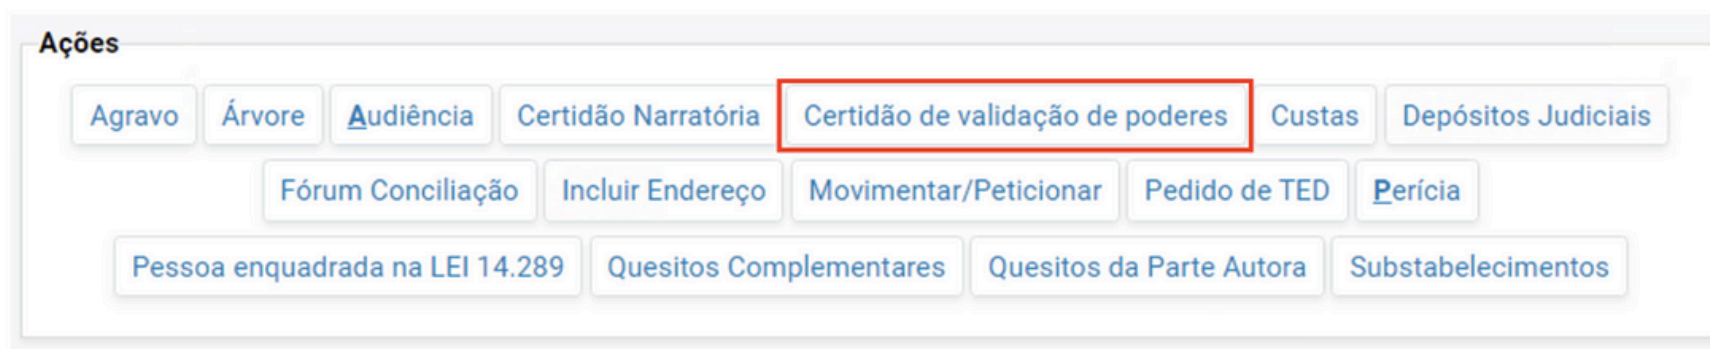 Ações
Agravo Árvore Audiência Certidão Narratória Certidão de validação de poderes Custas Depósitos Judiciais
Fórum Conciliação Incluir Endereço Movimentar/Peticionar Pedido de TED Perícia
Pessoa enquadrada na LEI 14.289 Quesitos Complementares Quesitos da Parte Autora Substabelecimentos